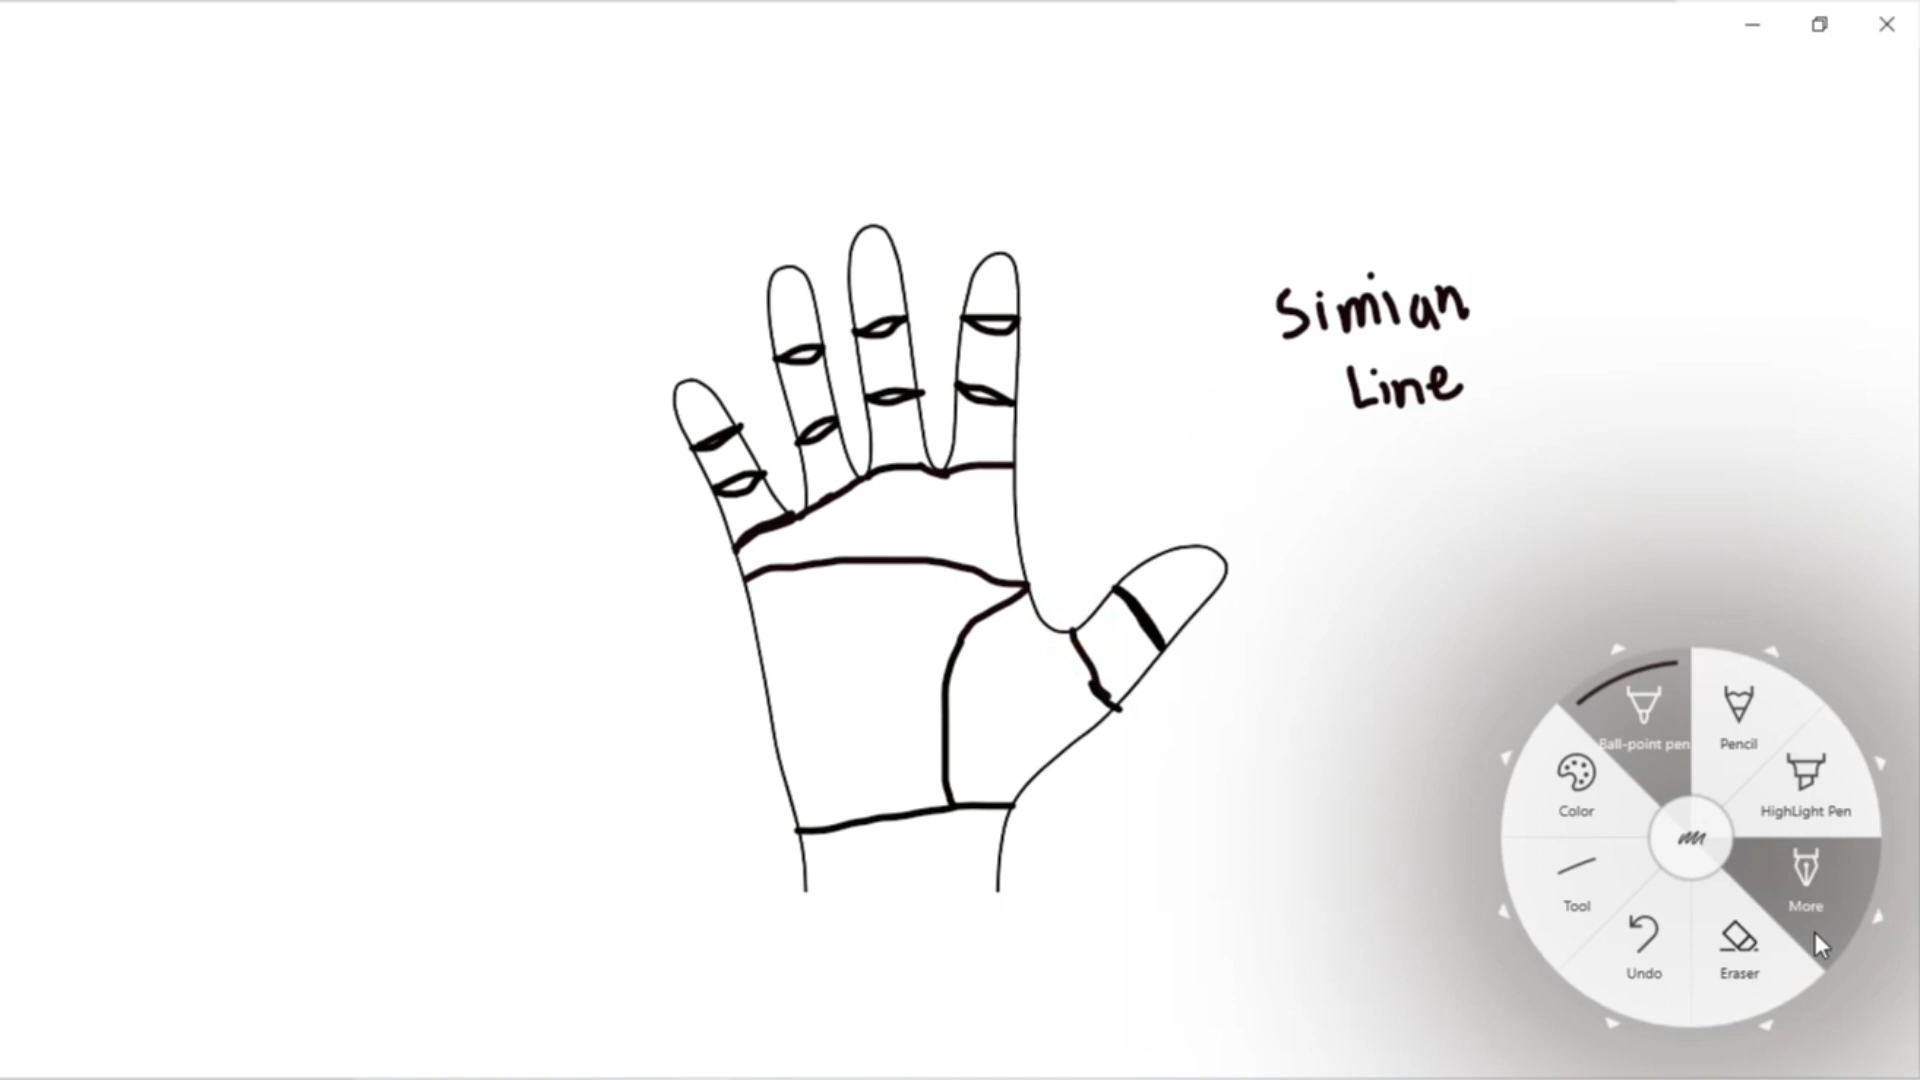 Simian
Line
Ball-point pen
Pencil
Color
HighLight Pen
Tool
More
Undo
Eraser